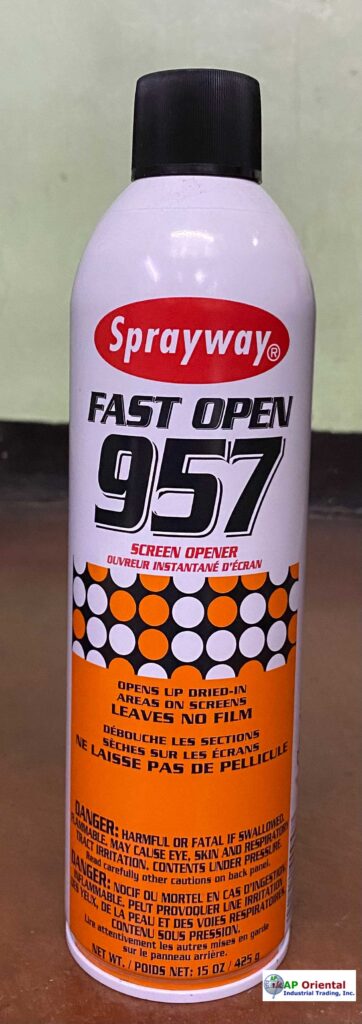 Sprayway®
FAST OPEN
957
SCREEN OPENER
OUVREUR INSTANTANÉ D'ÉCRAN
OPENS UP DRIED-IN
AREAS ON SCREENS
LEAVES NO FILM
DÉBOUCHE LES SECTIONS
SÈCHES SUR LES ÉCRANS
NE LAISSE PAS DE PELLICULE
DANGER: HARMFUL OR FATAL IF SWALLOWED,
FLAMMABLE, MAY CAUSE EYE, SKIN AND RESPIRATORY
TRACT IRRITATION, CONTENTS UNDER PRESSURE.
Read carefully other cautions on back panel.
DANGER: NOCIF OU MORTEL EN CAS D'INGESTION,
INFLAMMABLE, PEUT PROVOQUER UNE IRRITATION
DES YEUX, DE LA PEAU ET DES VOIES RESPIRATOIRES,
CONTENU SOUS PRESSION.
Lire attentivement les autres mises en garde
sur le panneau arrière.
NET WT. / POIDS NET: 15 OZ / 425 g
AP Oriental
Industrial Trading, Inc.